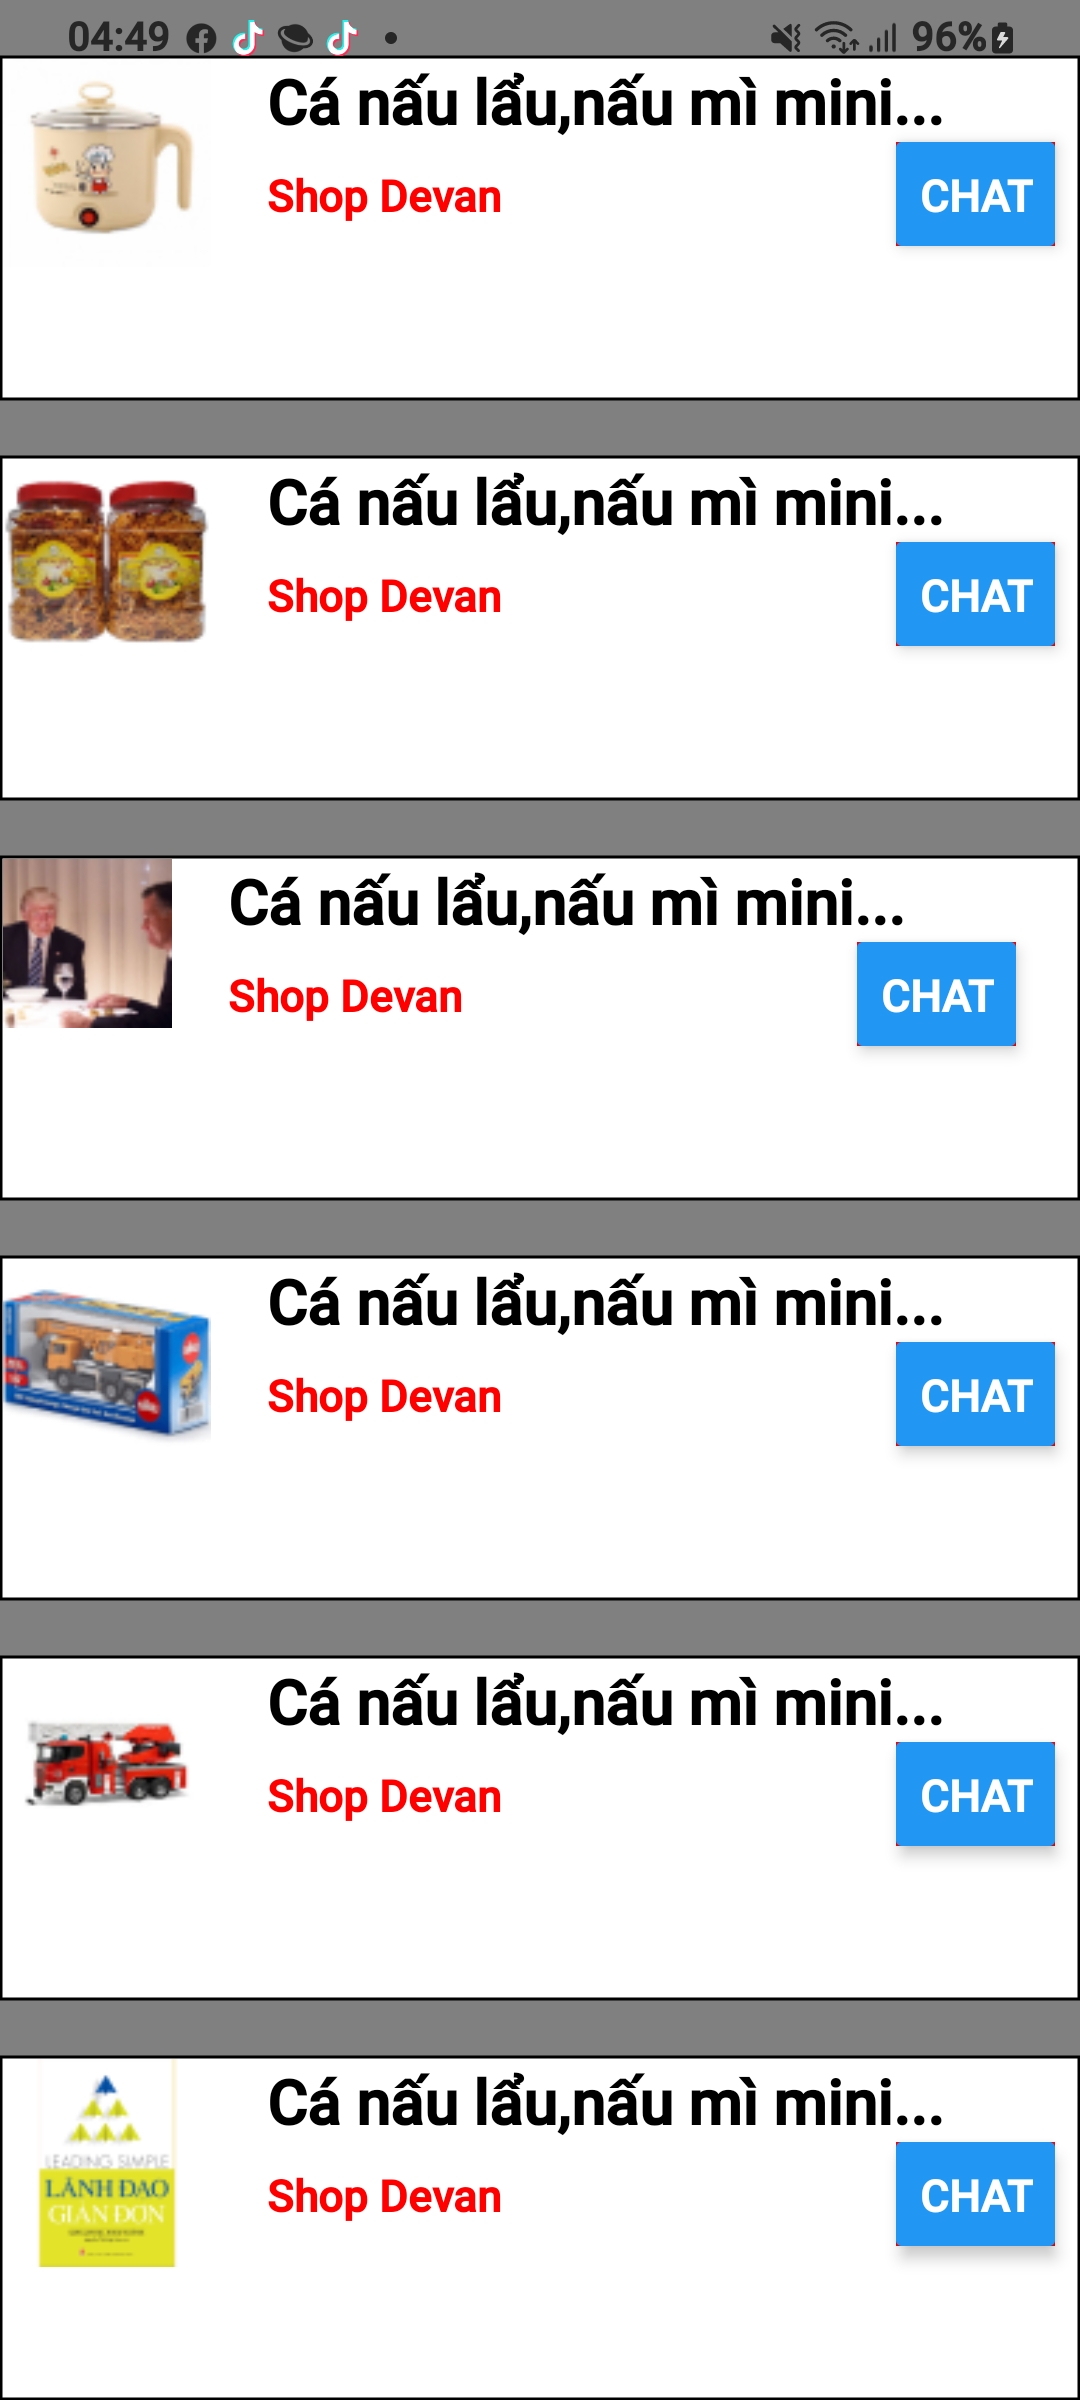 04:49
96%
Cá nấu lẩu,nấu mì mini...
Shop Devan
CHAT
Cá nấu lẩu,nấu mì mini...
Shop Devan
CHAT
Cá nấu lẩu,nấu mì mini...
Shop Devan
CHAT
Cá nấu lẩu,nấu mì mini...
Shop Devan
CHAT
Cá nấu lẩu,nấu mì mini...
Shop Devan
CHAT
Cá nấu lẩu,nấu mì mini...
Shop Devan
CHAT
LEADING SIMPLE
LÃNH ĐẠO
GIẢN ĐƠN